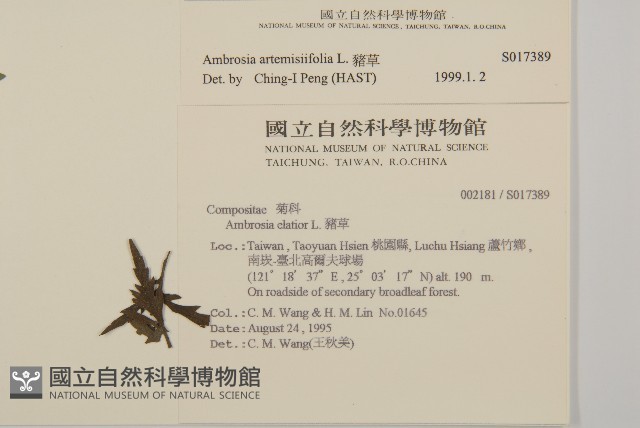 國立自然科學博物館
NATIONAL MUSEUM OF NATURAL SCIENCE, TAICHUNG, TAIWAN, R.O.CHINA
Ambrosia artemisiifolia L. 豬草 S017389
Det. by Ching-I Peng (HAST) 1999.1.2
國立自然科學博物館
NATIONAL MUSEUM OF NATURAL SCIENCE
TAICHUNG, TAIWAN, R.O.CHINA
002181 / S017389
Compositae 菊科
Ambrosia elatior L. 豬草
Loc.: Taiwan, Taoyuan Hsien 桃園縣, Luchu Hsiang 蘆竹鄉,
南崁-臺北高爾夫球場
(121° 18' 37" E, 25° 03' 17" N) alt. 190 m.
On roadside of secondary broadleaf forest.
Col.: C. M. Wang & H. M. Lin No.01645
Date: August 24, 1995
Det.: C. M. Wang(王秋美)
國立自然科學博物館
NATIONAL MUSEUM OF NATURAL SCIENCE